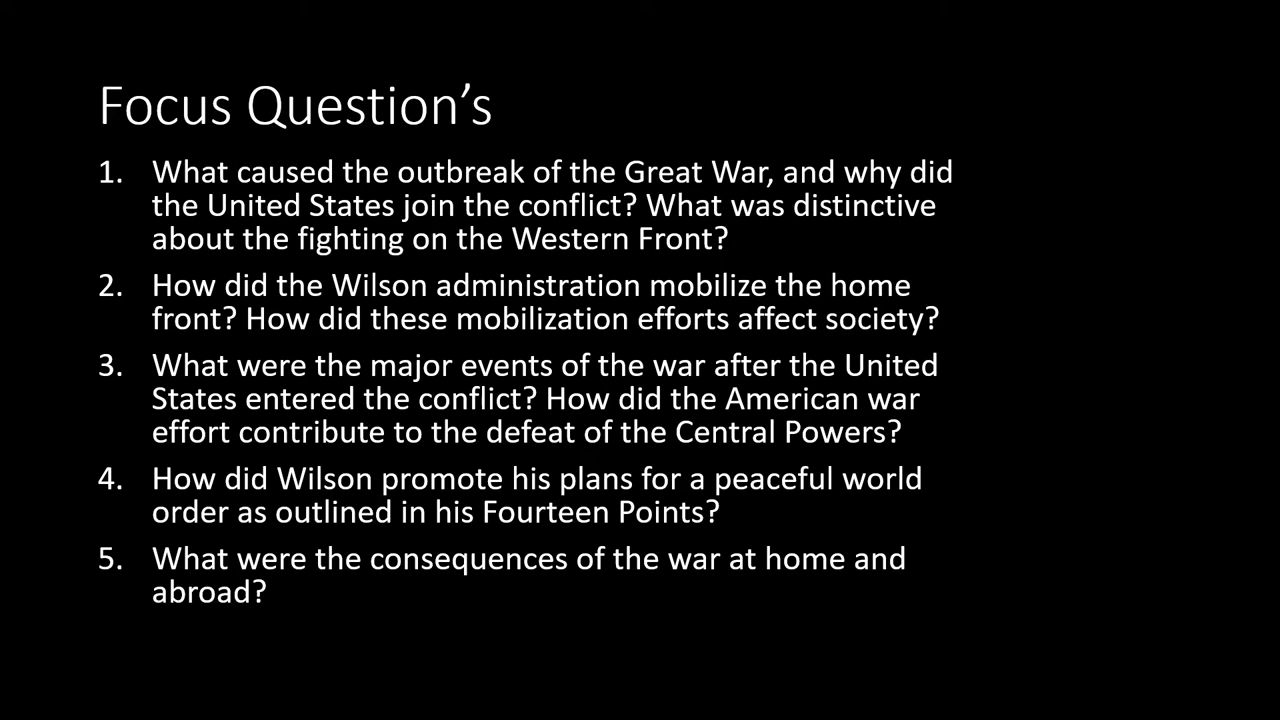 Focus Question’s
1. What caused the outbreak of the Great War, and why did
the United States join the conflict? What was distinctive
about the fighting on the Western Front?
2. How did the Wilson administration mobilize the home
front? How did these mobilization efforts affect society?
3. What were the major events of the war after the United
States entered the conflict? How did the American war
effort contribute to the defeat of the Central Powers?
4. How did Wilson promote his plans for a peaceful world
order as outlined in his Fourteen Points?
5. What were the consequences of the war at home and
abroad?